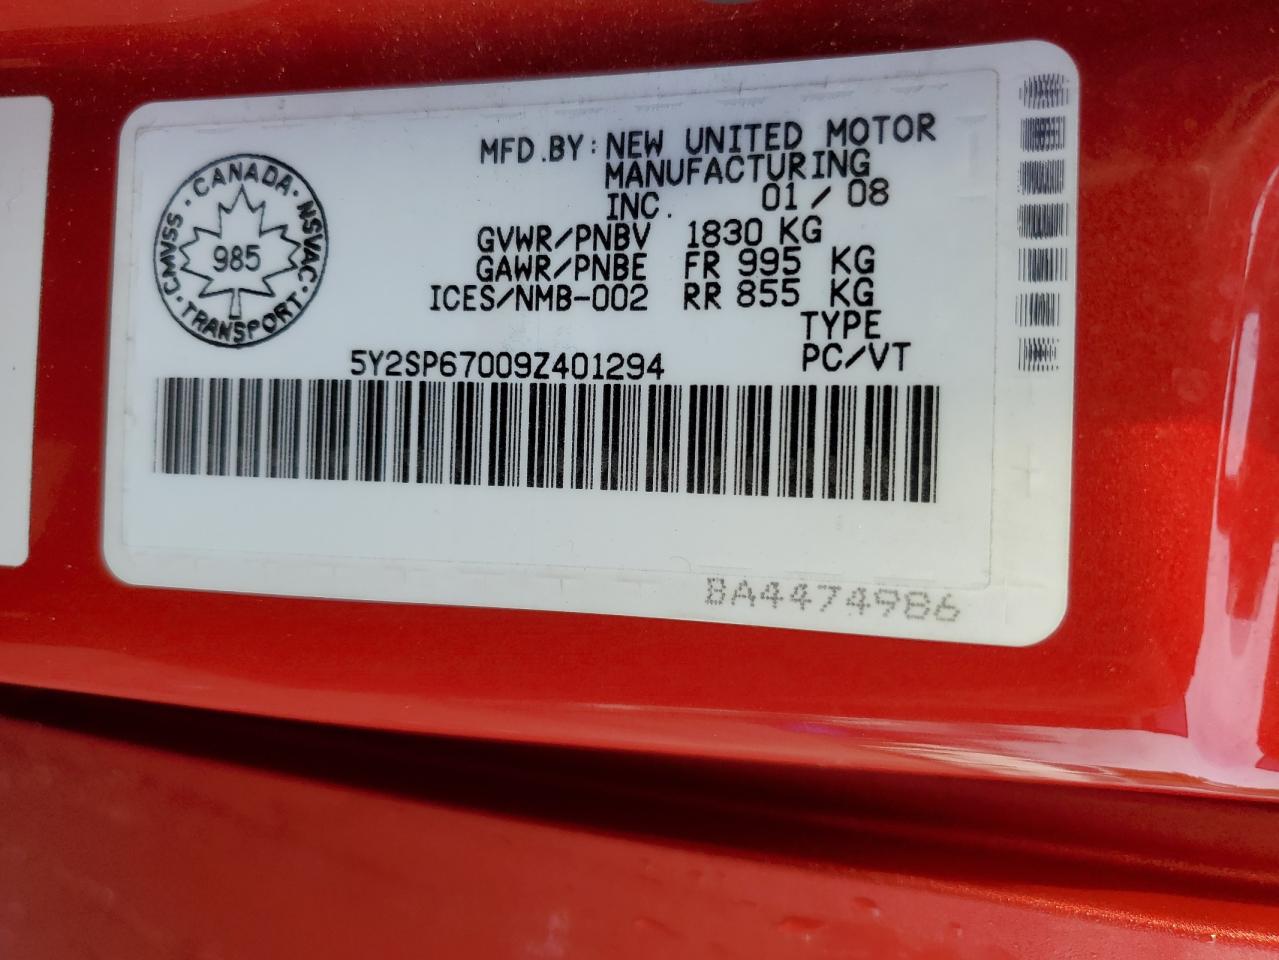 MFD.BY: NEW UNITED MOTOR
MANUFACTURING
INC. 01 / 08
GVWR/PNBV 1830 KG
GAWR/PNBE FR 995 KG
ICES/NMB-002 RR 855 KG
TYPE
5Y2SP67009Z401294 PC/VT
CANADA · NSVAC · TRANSPORT · CMVSS ·
985
BA4474986